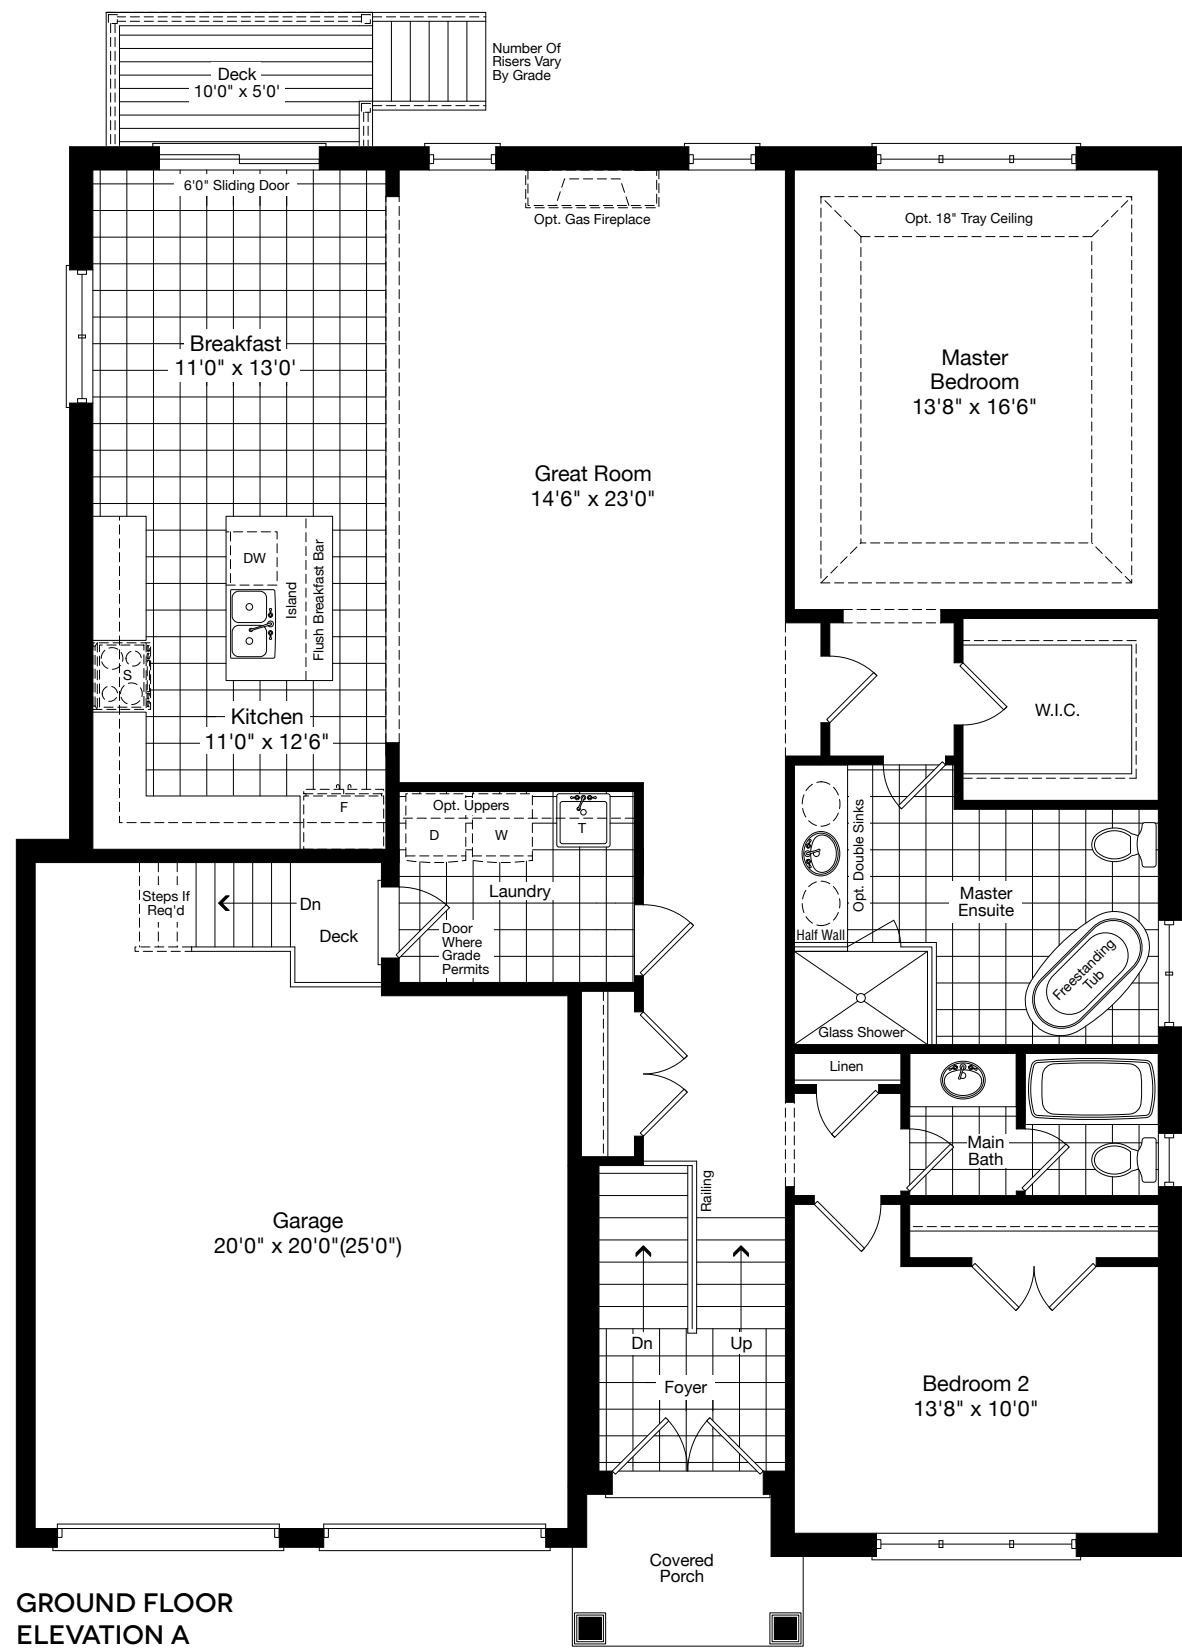 Number Of
Risers Vary
By Grade
Deck
10'0" x 5'0'
6'0" Sliding Door
Opt. Gas Fireplace
Opt. 18" Tray Ceiling
Breakfast
11'0" x 13'0'
Master
Bedroom
13'8" x 16'6"
Great Room
14'6" x 23'0"
DW
Island
Flush Breakfast Bar
S
Kitchen
11'0" x 12'6"
W.I.C.
F
Opt. Uppers
D
W
T
Opt. Double Sinks
Laundry
Steps If
Req'd
Dn
Deck
Door
Where
Grade
Permits
Master
Ensuite
Half Wall
Freestanding
Tub
Glass Shower
Linen
Main
Bath
Railing
Garage
20'0" x 20'0"(25'0")
Dn
Up
Foyer
Bedroom 2
13'8" x 10'0"
Covered
Porch
GROUND FLOOR
ELEVATION A